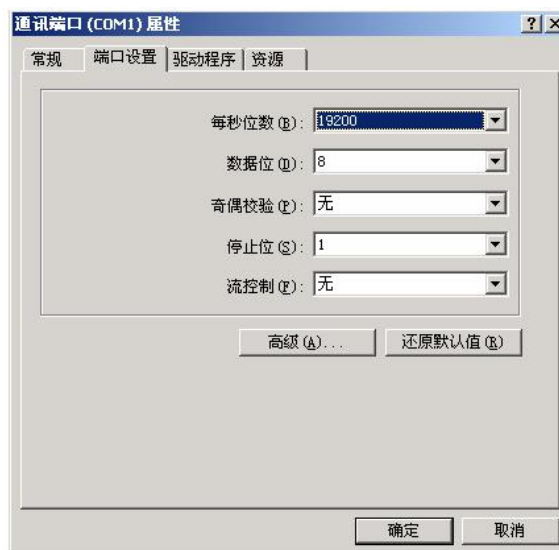 通讯端口 (COM1) 属性
常规 端口设置 驱动程序 资源
每秒位数(B): 19200
数据位(D): 8
奇偶校验(P): 无
停止位(S): 1
流控制(F): 无
高级(A)... 还原默认值(R)
确定 取消